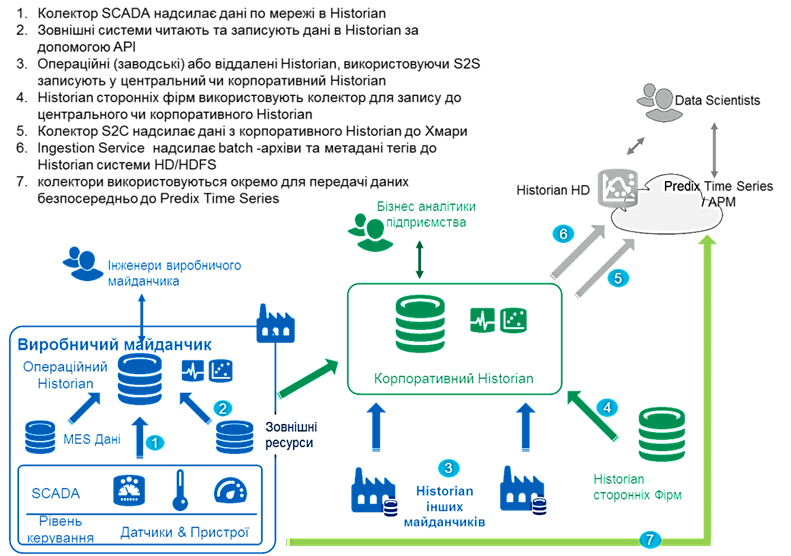 1. Колектор SCADA надсилає дані по мережі в Historian
2. Зовнішні системи читають та записують дані в Historian за
допомогою API
3. Операційні (заводські) або віддалені Historian, використовуючи S2S
записують у центральний чи корпоративний Historian
4. Historian сторонніх фірм використовують колектор для запису до
центрального чи корпоративного Historian
5. Колектор S2C надсилає дані з корпоративного Historian до Хмари
6. Ingestion Service надсилає batch -архіви та метадані тегів до
Historian системи HD/HDFS
7. колектори використовуються окремо для передачі даних
безпосередньо до Predix Time Series
Data Scientists
Historian HD
Predix Time Series
/ APM
Бізнес аналітики
підприємства
6
5
Інженери виробничого
майданчика
Виробничий майданчик
Операційний
Historian
Корпоративний Historian
2
4
MES Дані
1
Зовнішні
ресурси
3
Historian
інших
майданчиків
Historian
сторонніх Фірм
SCADA
Рівень
керування
Датчики & Пристрої
7